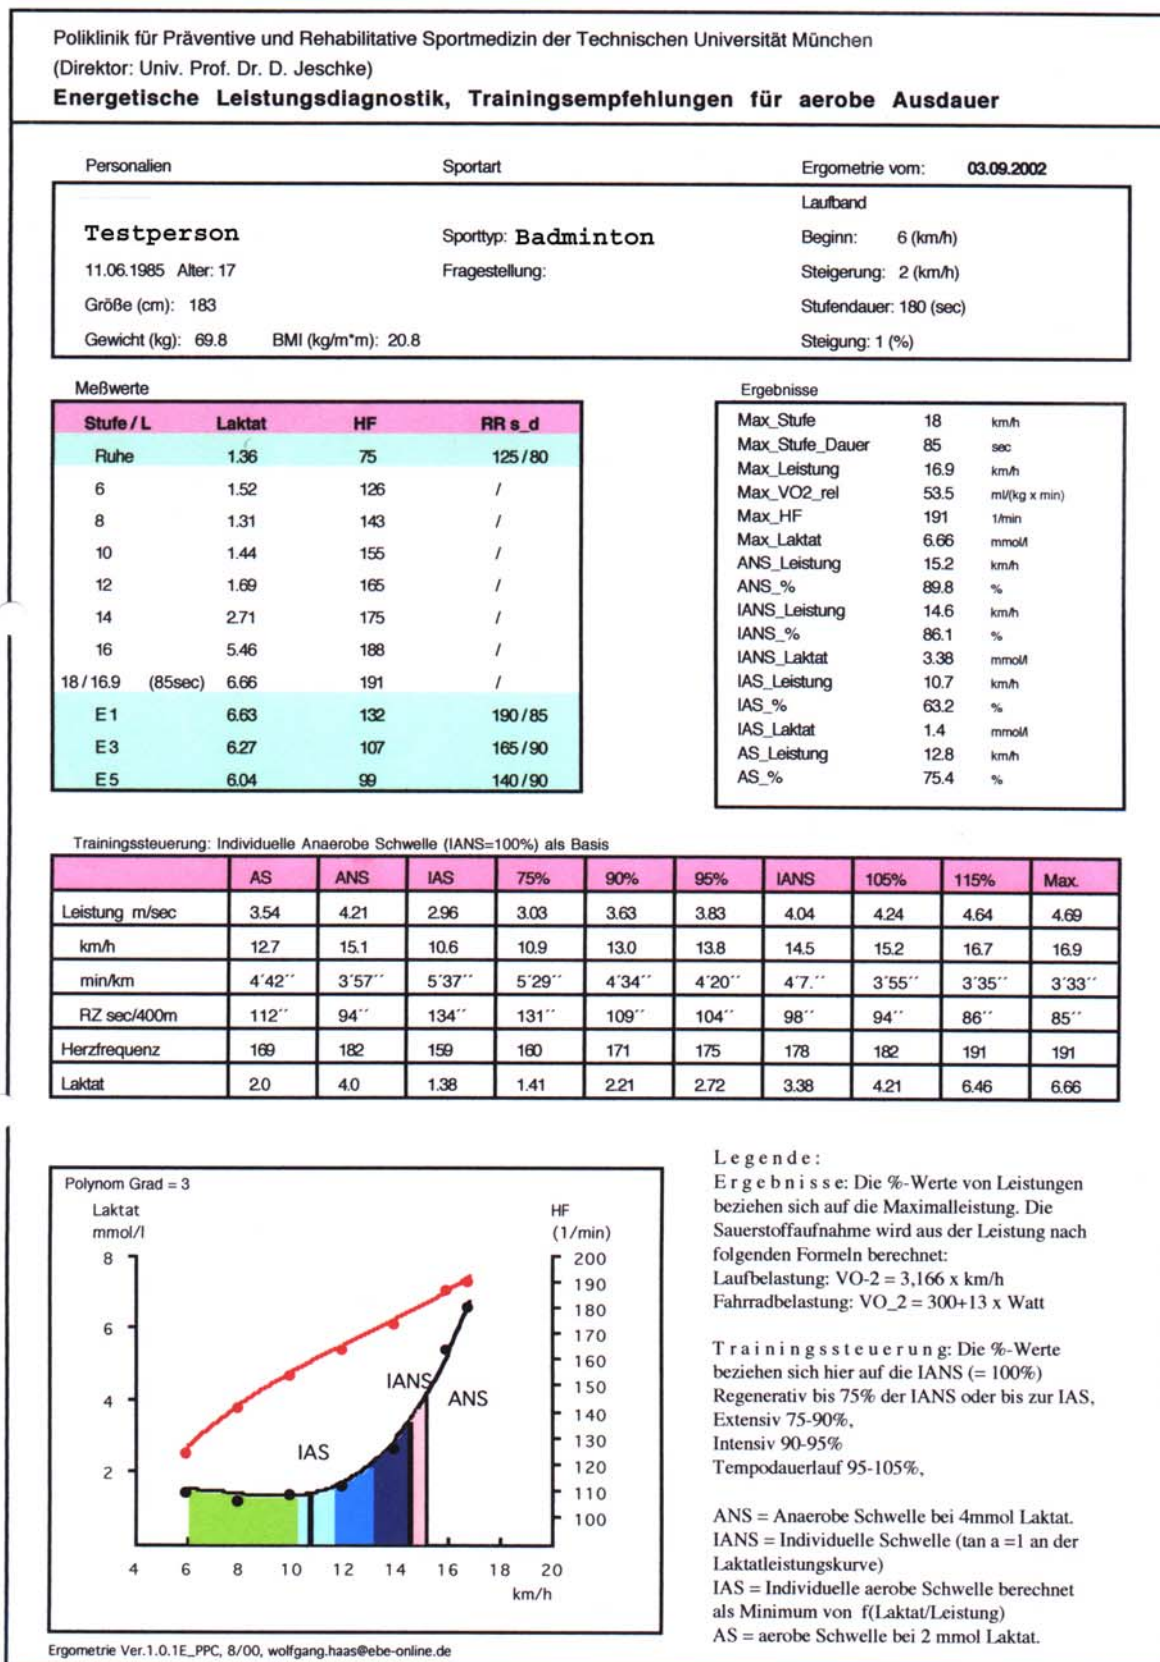 Poliklinik für Präventive und Rehabilitative Sportmedizin der Technischen Universität München
(Direktor: Univ. Prof. Dr. D. Jeschke)
Energetische Leistungsdiagnostik, Trainingsempfehlungen für aerobe Ausdauer
Personalien Sportart Ergometrie vom: 03.09.2002
Laufband
Testperson Sporttyp: Badminton Beginn: 6 (km/h)
11.06.1985 Alter: 17 Fragestellung: Steigerung: 2 (km/h)
Größe (cm): 183 Stufendauer: 180 (sec)
Gewicht (kg): 69.8 BMI (kg/m*m): 20.8 Steigung: 1 (%)
Meßwerte
Stufe / L Laktat HF RR s_d
Ruhe 1.36 75 125/80
6 1.52 126 /
8 1.31 143 /
10 1.44 155 /
12 1.69 165 /
14 2.71 175 /
16 5.46 188 /
18/16.9 (85sec) 6.66 191 /
E1 6.63 132 190/85
E3 6.27 107 165/90
E5 6.04 99 140/90
Ergebnisse
Max_Stufe 18 km/h
Max_Stufe_Dauer 85 sec
Max_Leistung 16.9 km/h
Max_VO2_rel 53.5 ml/(kg x min)
Max_HF 191 1/min
Max_Laktat 6.66 mmol/l
ANS_Leistung 15.2 km/h
ANS_% 89.8 %
IANS_Leistung 14.6 km/h
IANS_% 86.1 %
IANS_Laktat 3.38 mmol/l
IAS_Leistung 10.7 km/h
IAS_% 63.2 %
IAS_Laktat 1.4 mmol/l
AS_Leistung 12.8 km/h
AS_% 75.4 %
Trainingssteuerung: Individuelle Anaerobe Schwelle (IANS=100%) als Basis
AS ANS IAS 75% 90% 95% IANS 105% 115% Max.
Leistung m/sec 3.54 4.21 2.96 3.03 3.63 3.83 4.04 4.24 4.64 4.69
km/h 12.7 15.1 10.6 10.9 13.0 13.8 14.5 15.2 16.7 16.9
min/km 4´42´´ 3´57´´ 5´37´´ 5´29´´ 4´34´´ 4´20´´ 4´7.´´ 3´55´´ 3´35´´ 3´33´´
RZ sec/400m 112´´ 94´´ 134´´ 131´´ 109´´ 104´´ 98´´ 94´´ 86´´ 85´´
Herzfrequenz 169 182 159 160 171 175 178 182 191 191
Laktat 2.0 4.0 1.38 1.41 2.21 2.72 3.38 4.21 6.46 6.66
Polynom Grad = 3
Laktat HF
mmol/l (1/min)
8 200
190
180
6 170
160
IANS 150
4 ANS 140
130
IAS 120
2 110
100
4 6 8 10 12 14 16 18 20
km/h
Ergometrie Ver.1.0.1E_PPC, 8/00, wolfgang.haas@ebe-online.de
Legende:
Ergebnisse: Die %-Werte von Leistungen
beziehen sich auf die Maximalleistung. Die
Sauerstoffaufnahme wird aus der Leistung nach
folgenden Formeln berechnet:
Laufbelastung: VO-2 = 3,166 x km/h
Fahrradbelastung: VO_2 = 300+13 x Watt
Trainingssteuerung: Die %-Werte
beziehen sich hier auf die IANS (= 100%)
Regenerativ bis 75% der IANS oder bis zur IAS,
Extensiv 75-90%,
Intensiv 90-95%
Tempodauerlauf 95-105%,
ANS = Anaerobe Schwelle bei 4mmol Laktat.
IANS = Individuelle Schwelle (tan a =1 an der
Laktatleistungskurve)
IAS = Individuelle aerobe Schwelle berechnet
als Minimum von f(Laktat/Leistung)
AS = aerobe Schwelle bei 2 mmol Laktat.